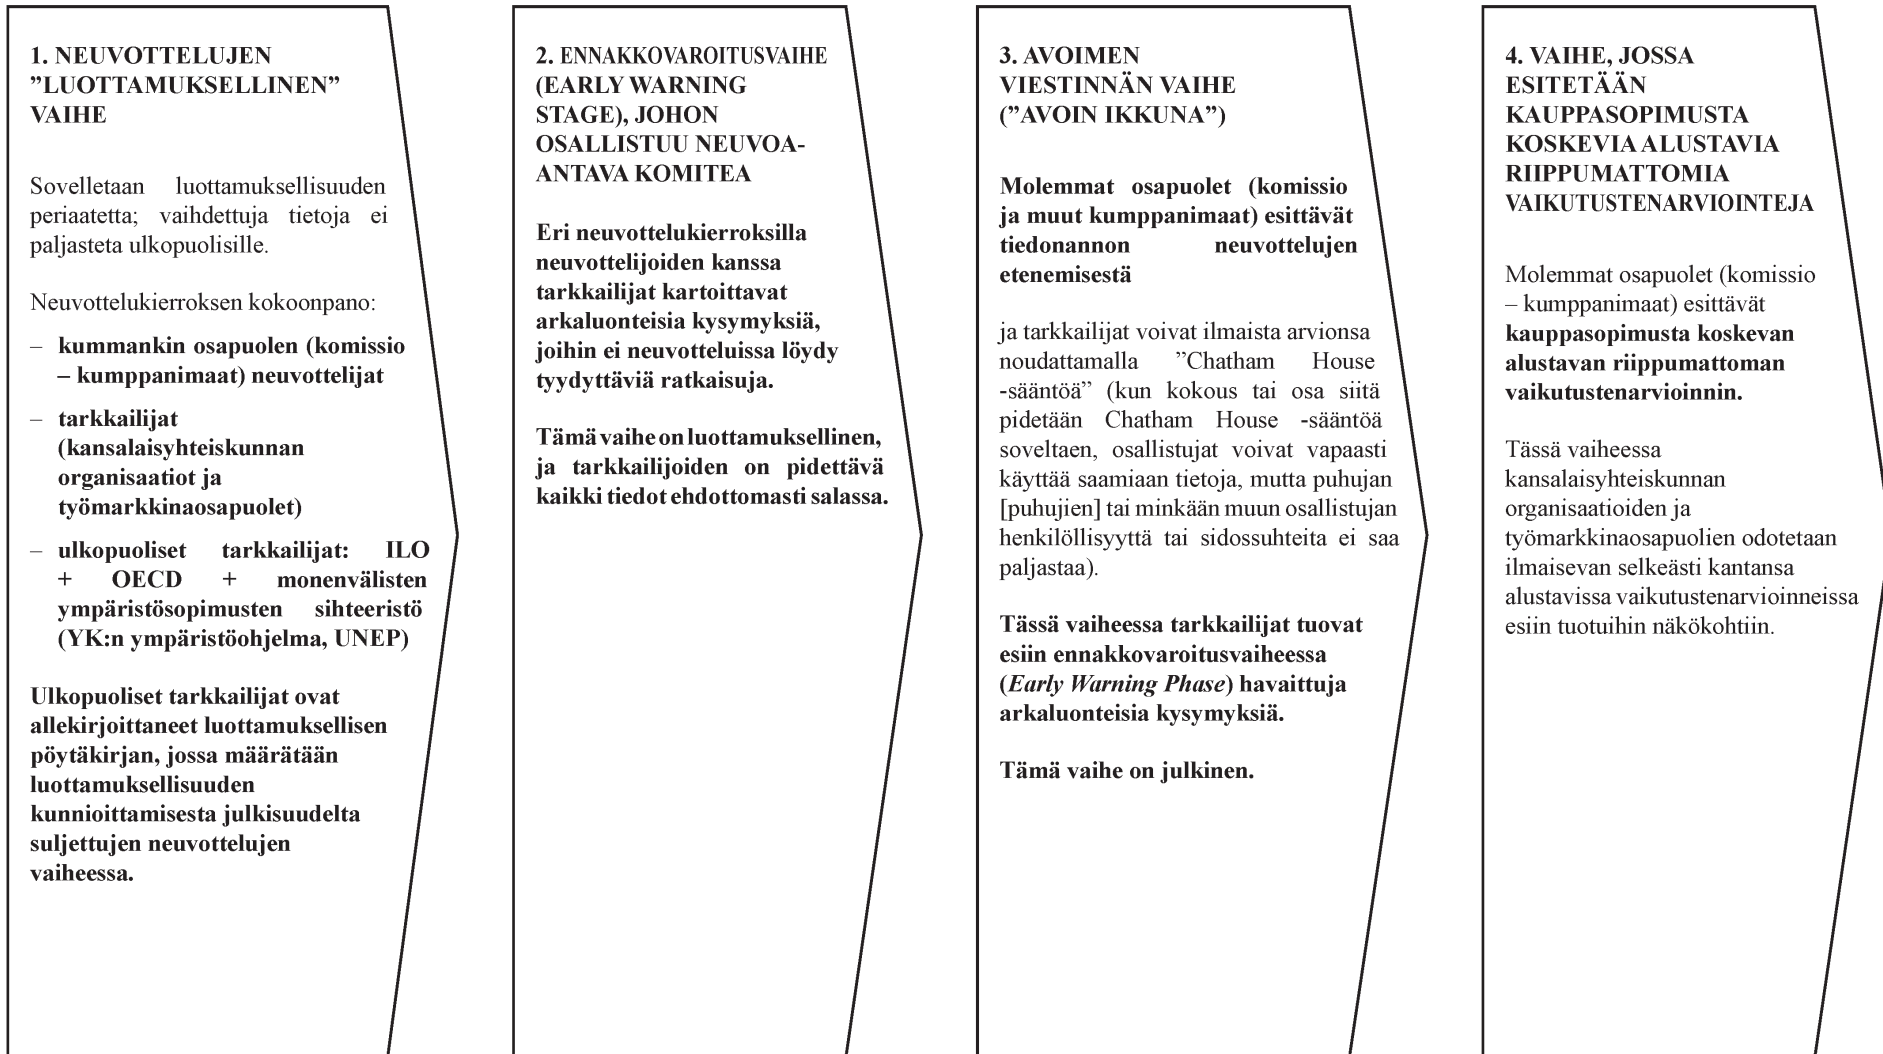 1. NEUVOTTELUJEN
”LUOTTAMUKSELLINEN”
VAIHE
Sovelletaan luottamuksellisuuden
periaatetta; vaihdettuja tietoja ei
paljasteta ulkopuolisille.
Neuvottelukierroksen kokoonpano:
– kummankin osapuolen (komissio
– kumppanimaat) neuvottelijat
– tarkkailijat
(kansalaisyhteiskunnan
organisaatiot ja
työmarkkinaosapuolet)
– ulkopuoliset tarkkailijat: ILO
+ OECD + monenvälisten
ympäristösopimusten sihteeristö
(YK:n ympäristöohjelma, UNEP)
Ulkopuoliset tarkkailijat ovat
allekirjoittaneet luottamuksellisen
pöytäkirjan, jossa määrätään
luottamuksellisuuden
kunnioittamisesta julkisuudelta
suljettujen neuvottelujen
vaiheessa.
2. ENNAKKOVAROITUSVAIHE
(EARLY WARNING
STAGE), JOHON
OSALLISTUU NEUVOA-
ANTAVA KOMITEA
Eri neuvottelukierroksilla
neuvottelijoiden kanssa
tarkkailijat kartoittavat
arkaluonteisia kysymyksiä,
joihin ei neuvotteluissa löydy
tyydyttäviä ratkaisuja.
Tämä vaihe on luottamuksellinen,
ja tarkkailijoiden on pidettävä
kaikki tiedot ehdottomasti salassa.
3. AVOIMEN
VIESTINNÄN VAIHE
(”AVOIN IKKUNA”)
Molemmat osapuolet (komissio
ja muut kumppanimaat) esittävät
tiedonannon neuvottelujen
etenemisestä
ja tarkkailijat voivat ilmaista arvionsa
noudattamalla ”Chatham House
-sääntöä” (kun kokous tai osa siitä
pidetään Chatham House -sääntöä
soveltaen, osallistujat voivat vapaasti
käyttää saamiaan tietoja, mutta puhujan
[puhujien] tai minkään muun osallistujan
henkilöllisyyttä tai sidossuhteita ei saa
paljastaa).
Tässä vaiheessa tarkkailijat tuovat
esiin ennakkovaroitusvaiheessa
(Early Warning Phase) havaittuja
arkaluonteisia kysymyksiä.
Tämä vaihe on julkinen.
4. VAIHE, JOSSA
ESITETÄÄN
KAUPPASOPIMUSTA
KOSKEVIA ALUSTAVIA
RIIPPUMATTOMIA
VAIKUTUSTENARVIOINTEJA
Molemmat osapuolet (komissio
– kumppanimaat) esittävät
kauppasopimusta koskevan
alustavan riippumattoman
vaikutustenarvioinnin.
Tässä vaiheessa
kansalaisyhteiskunnan
organisaatioiden ja
työmarkkinaosapuolien odotetaan
ilmaisevan selkeästi kantansa
alustavissa vaikutustenarvioinneissa
esiin tuotuihin näkökohtiin.